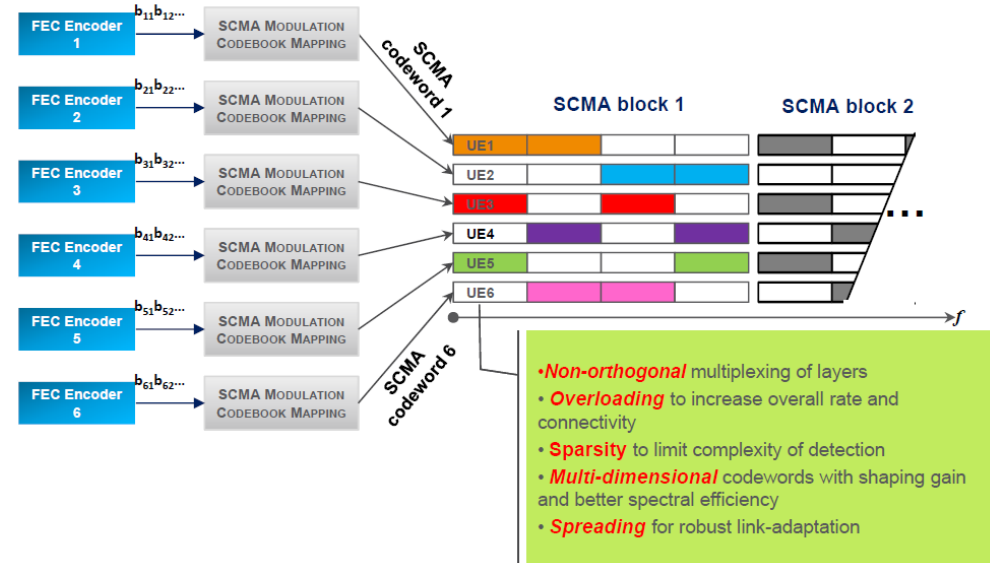 FEC Encoder
1
b11b12...
SCMA MODULATION
CODEBOOK MAPPING
FEC Encoder
2
b21b22...
SCMA MODULATION
CODEBOOK MAPPING
FEC Encoder
3
b31b32...
SCMA MODULATION
CODEBOOK MAPPING
FEC Encoder
4
b41b42...
SCMA MODULATION
CODEBOOK MAPPING
FEC Encoder
5
b51b52...
SCMA MODULATION
CODEBOOK MAPPING
FEC Encoder
6
b61b62...
SCMA MODULATION
CODEBOOK MAPPING
SCMA
codeword 1
SCMA
codeword 6
SCMA block 1
SCMA block 2
UE1
UE2
UE3
UE4
UE5
UE6
...
f
•Non-orthogonal multiplexing of layers
• Overloading to increase overall rate and
connectivity
• Sparsity to limit complexity of detection
• Multi-dimensional codewords with shaping gain
and better spectral efficiency
• Spreading for robust link-adaptation